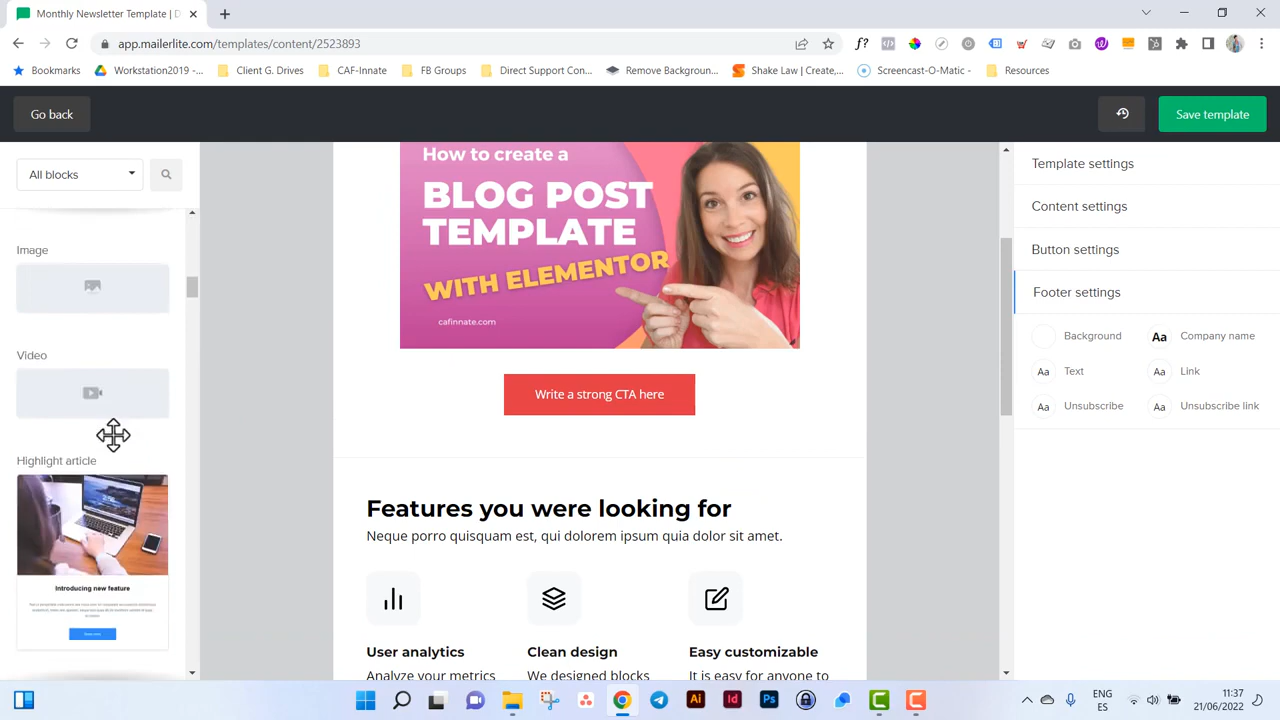 Monthly Newsletter Template | D
app.mailerlite.com/templates/content/2523893
f?
Bookmarks
Workstation2019 -...
Client G. Drive
CAF-Innate
FB Groups
Direct Support Con...
Remove Backgroun...
Shake Law | Create,...
Screencast-O-Matic -
Resources
Go back
Save template
All blocks
Image
Video
Highlight article
Introducing new feature
How to create a
BLOG POST
TEMPLATE
WITH ELEMENTOR
cafinnate.com
Write a strong CTA here
Features you were looking for
Neque porro quisquam est, qui dolorem ipsum quia dolor sit amet.
User analytics
Clean design
Easy customizable
Analyze your metrics
We designed blocks
It is easy for anyone to
Template settings
Content settings
Button settings
Footer settings
Background
Aa Company name
Aa Text
Aa Link
Aa Unsubscribe
Aa Unsubscribe link
Ai
Id
Ps
ENG
ES
11:37
21/06/2022